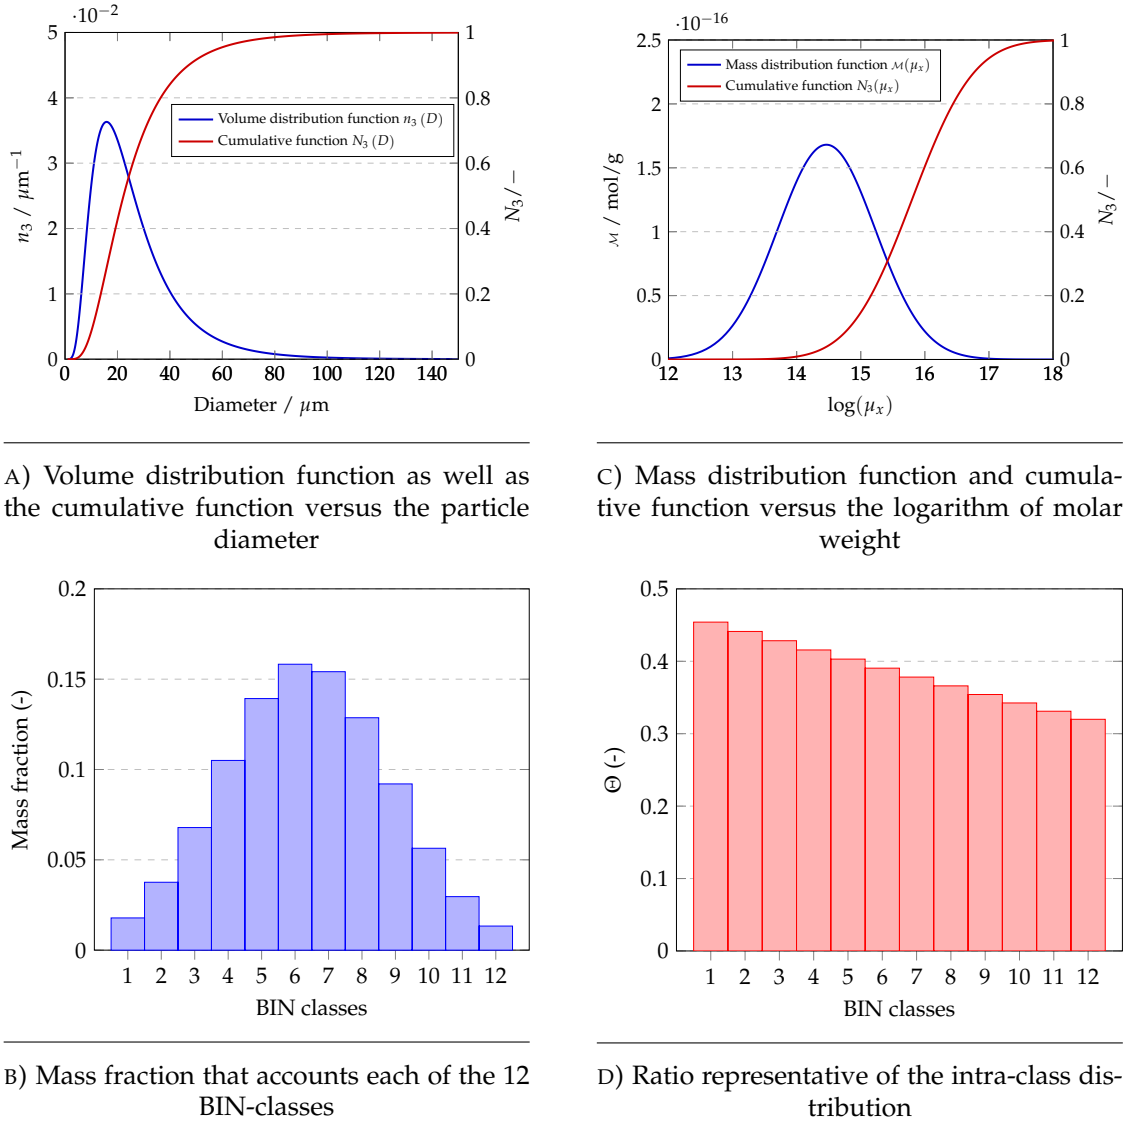 ·10−2
5
4
3
2
1
0
1
0.8
0.6
0.4
0.2
0
0 20 40 60 80 100 120 140
n3 / μm−1
N3/−
Volume distribution function n3 (D)
Cumulative function N3 (D)
Diameter / μm
A) Volume distribution function as well as
the cumulative function versus the particle
diameter
·10−16
2.5
2
1.5
1
0.5
0
1
0.8
0.6
0.4
0.2
0
12 13 14 15 16 17 18
M / mol/g
N3/−
Mass distribution function M(μx)
Cumulative function N3(μx)
log(μx)
C) Mass distribution function and cumula-
tive function versus the logarithm of molar
weight
0.2
0.15
0.1
0.05
0
Mass fraction (-)
1 2 3 4 5 6 7 8 9 10 11 12
BIN classes
B) Mass fraction that accounts each of the 12
BIN-classes
0.5
0.4
0.3
0.2
0.1
0
Θ (-)
1 2 3 4 5 6 7 8 9 10 11 12
BIN classes
D) Ratio representative of the intra-class dis-
tribution